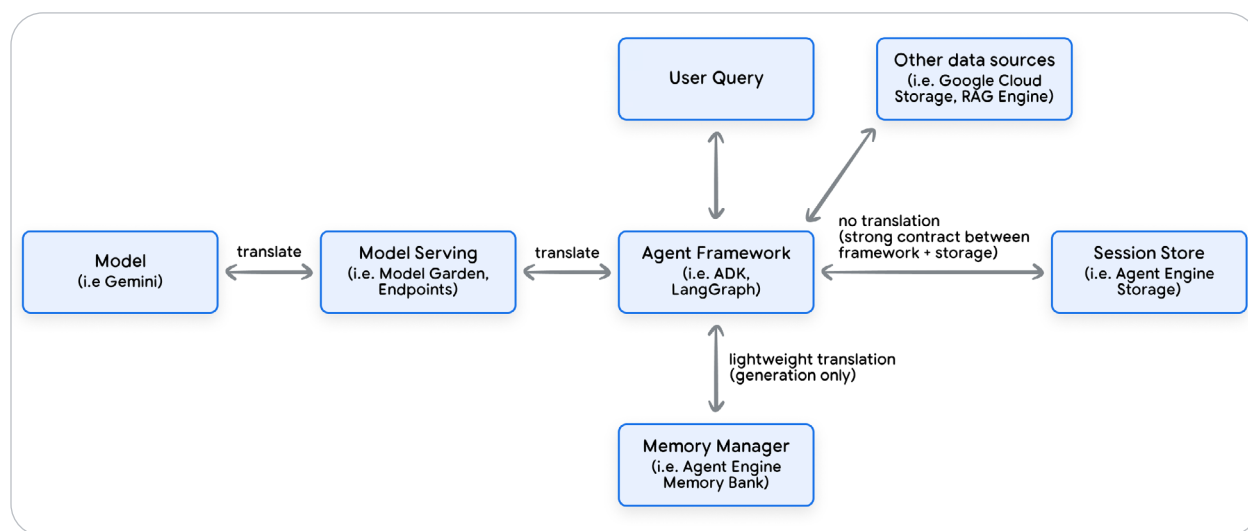 User Query
Other data sources
(i.e. Google Cloud
Storage, RAG Engine)
no translation
(strong contract between
framework + storage)
Model
(i.e Gemini)
translate
Model Serving
(i.e. Model Garden,
Endpoints)
translate
Agent Framework
(i.e. ADK,
LangGraph)
Session Store
(i.e. Agent Engine
Storage)
lightweight translation
(generation only)
Memory Manager
(i.e. Agent Engine
Memory Bank)